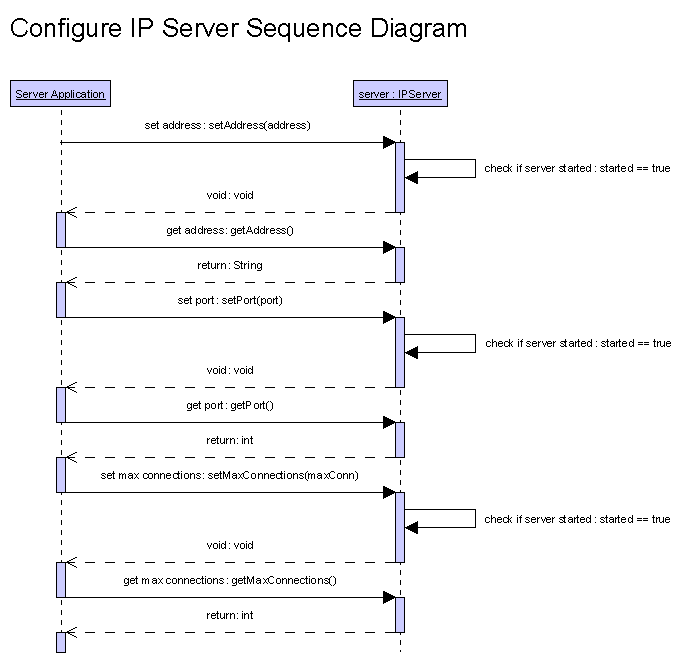 Configure IP Server Sequence Diagram
Server Application
server : IPServer
set address : setAddress(address)
check if server started : started == true
void : void
get address: getAddress()
return : String
set port : setPort(port)
check if server started : started == true
void : void
get port : getPort()
return: int
set max connections: setMaxConnections(maxConn)
check if server started : started == true
void : void
get max connections : getMaxConnections()
return: int